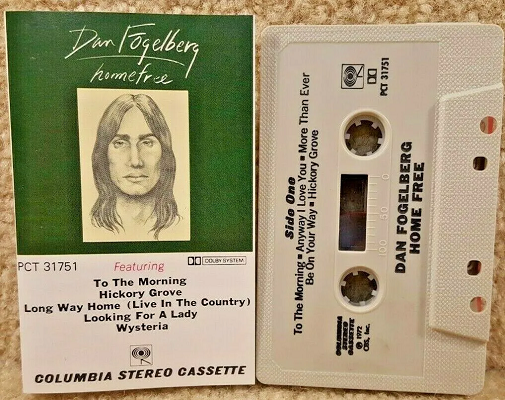 Dan Fogelberg
home free
PCT 31751
Featuring
DOLBY SYSTEM
To The Morning
Hickory Grove
Long Way Home (Live In The Country)
Looking For A Lady
Wysteria
COLUMBIA STEREO CASSETTE
PCT 31751
Side One
To The Morning ■ Anyway I Love You ■ More Than Ever
Be On Your Way ■ Hickory Grove
100 50 0
DAN FOGELBERG
HOME FREE
COLUMBIA
STEREO
CASSETTE
℗ 1972
CBS, Inc.